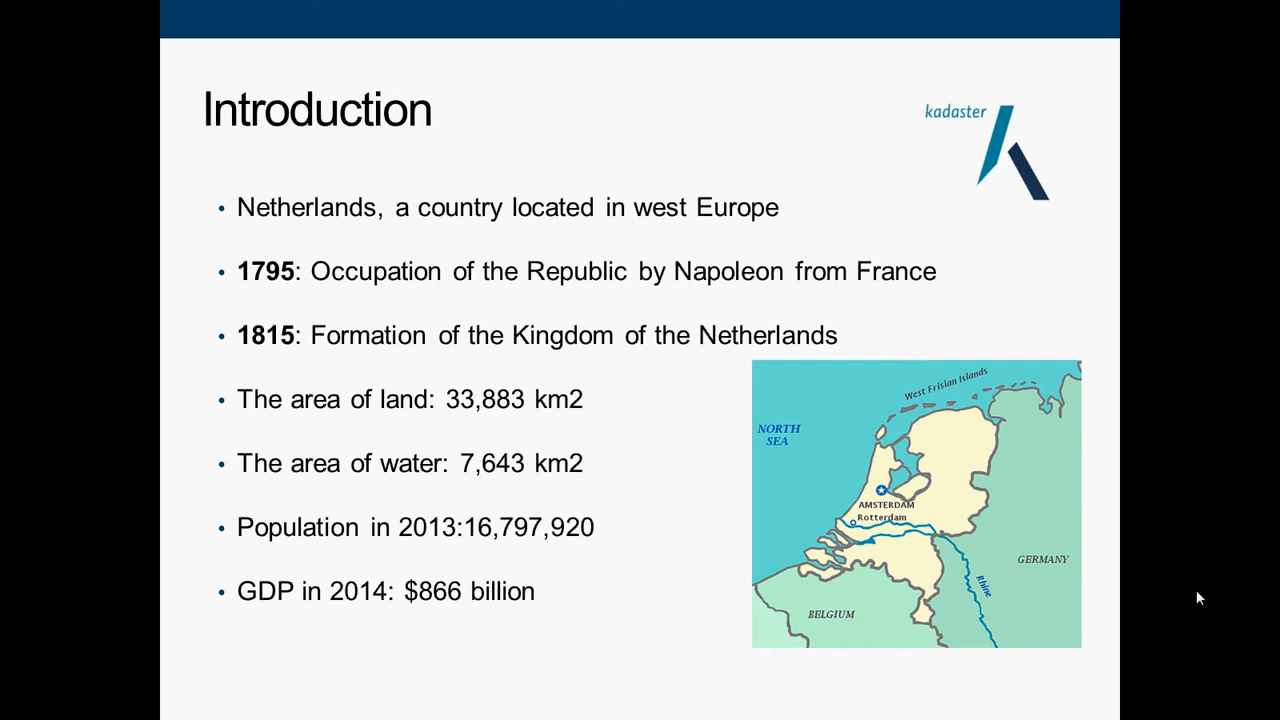 Introduction
kadaster
• Netherlands, a country located in west Europe
• 1795: Occupation of the Republic by Napoleon from France
• 1815: Formation of the Kingdom of the Netherlands
• The area of land: 33,883 km2
• The area of water: 7,643 km2
• Population in 2013:16,797,920
• GDP in 2014: $866 billion
West Frisian Islands
NORTH
SEA
AMSTERDAM
Rotterdam
GERMANY
Rhine
BELGIUM